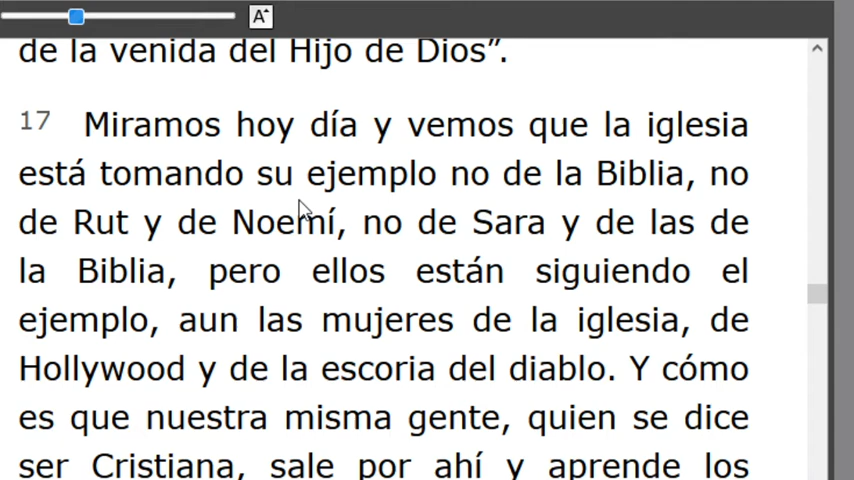 A
de la venida del Hijo de Dios”.
17 Miramos hoy día y vemos que la iglesia
está tomando su ejemplo no de la Biblia, no
de Rut y de Noemí, no de Sara y de las de
la Biblia, pero ellos están siguiendo el
ejemplo, aun las mujeres de la iglesia, de
Hollywood y de la escoria del diablo. Y cómo
es que nuestra misma gente, quien se dice
ser Cristiana, sale por ahí y aprende los